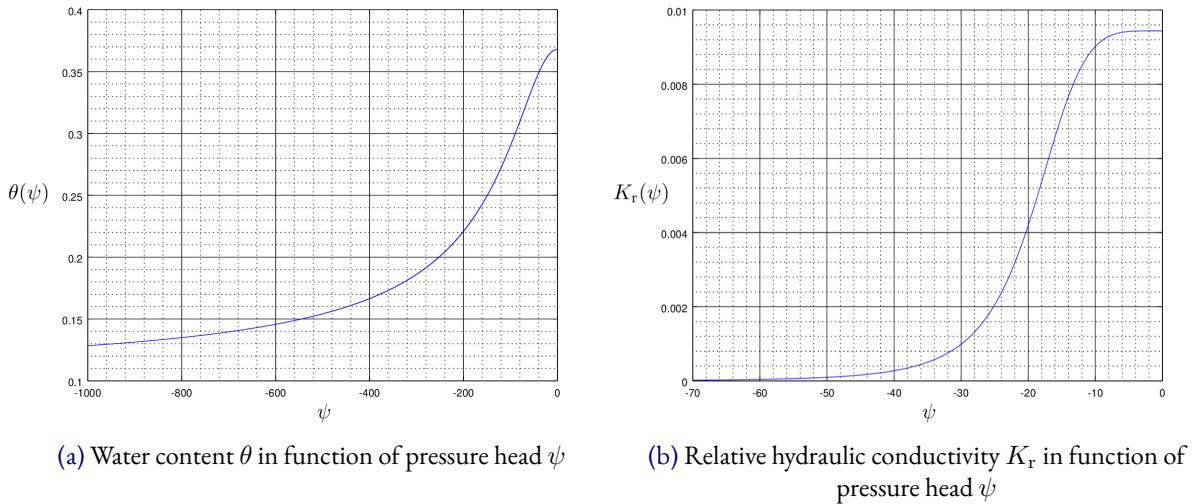 0.4
0.35
0.3
θ(ψ)
0.25
0.2
0.15
0.1
-1000 -800 -600 -400 -200 0
ψ
(a) Water content θ in function of pressure head ψ
0.01
0.008
0.006
K_r(ψ)
0.004
0.002
0
-70 -60 -50 -40 -30 -20 -10 0
ψ
(b) Relative hydraulic conductivity K_r in function of
pressure head ψ